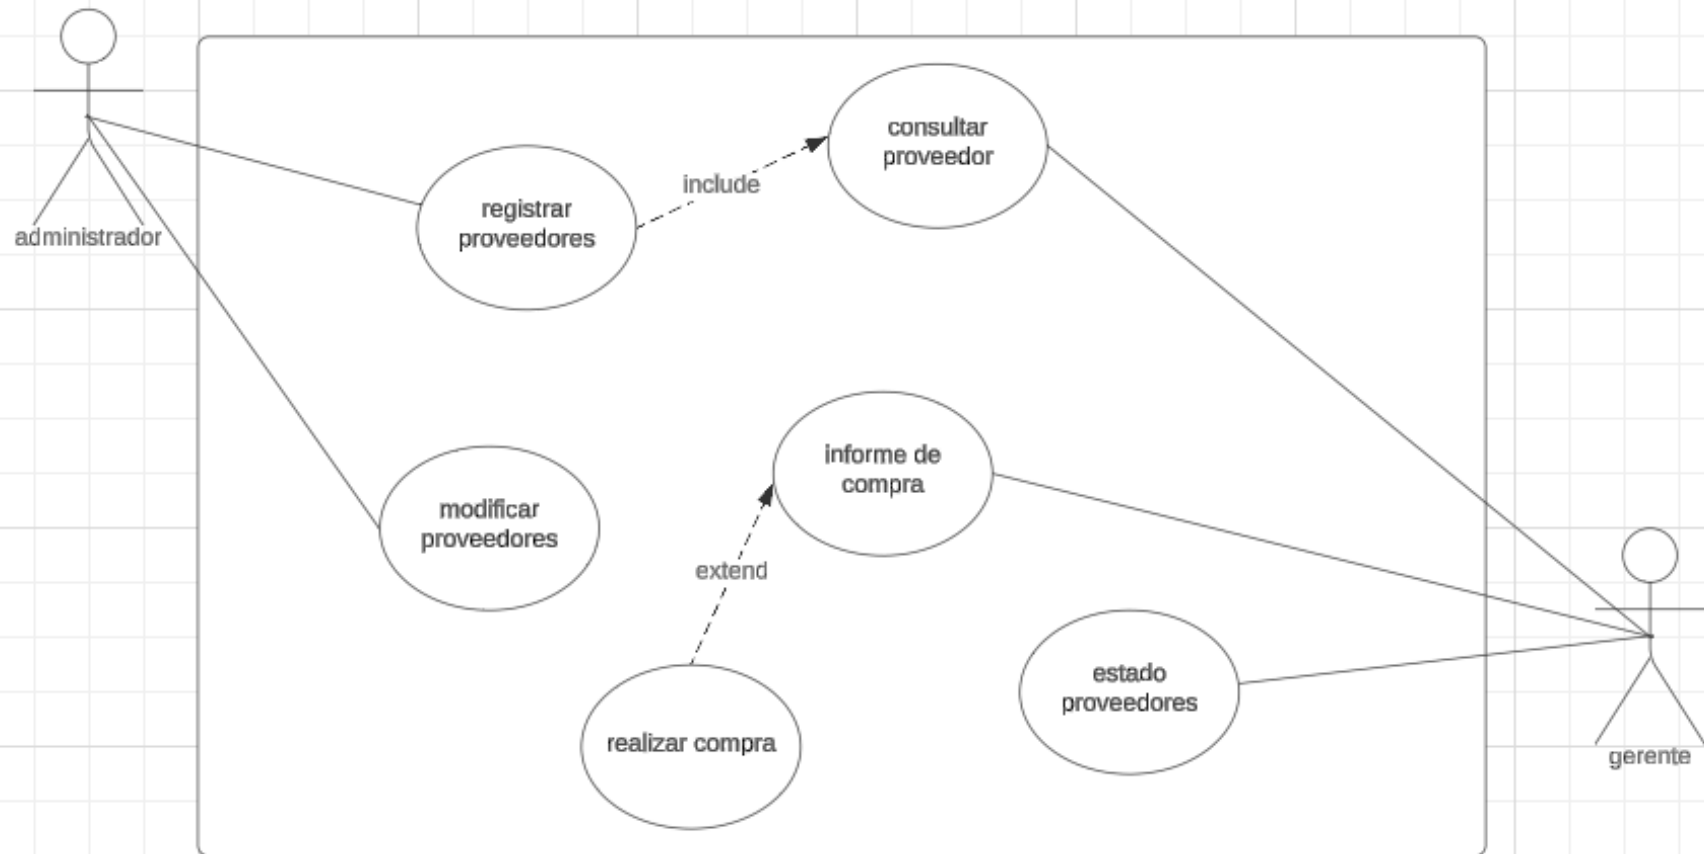 consultar
proveedor
include
registrar
proveedores
administrador
informe de
compra
modificar
proveedores
extend
estado
proveedores
realizar compra
gerente